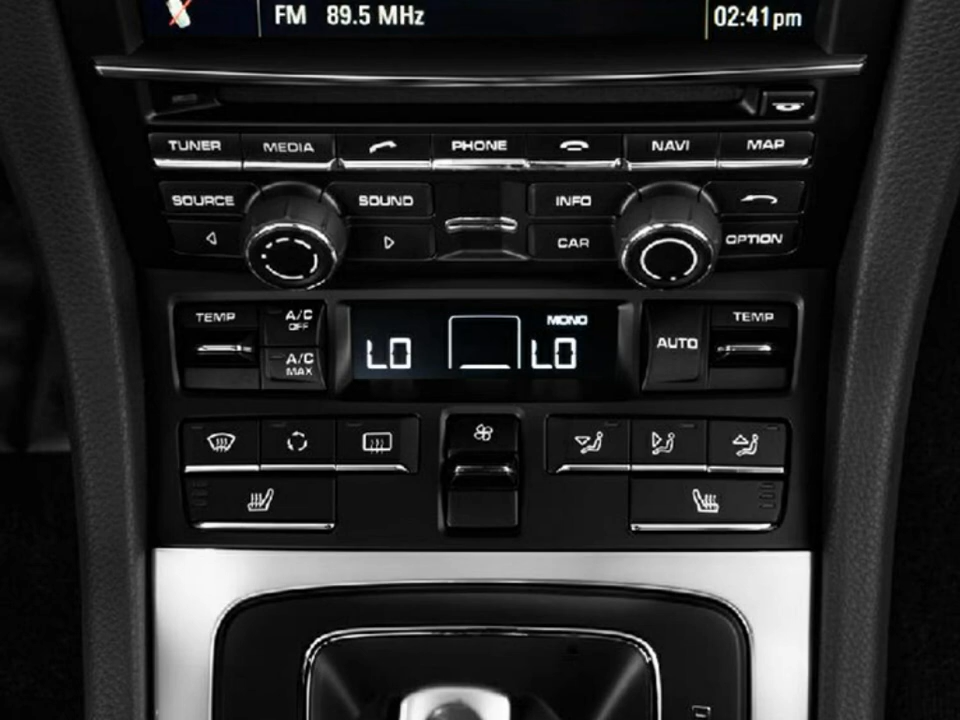 FM 89.5 MHz 02:41pm
TUNER MEDIA PHONE NAVI MAP
SOURCE SOUND INFO
CAR OPTION
TEMP A/C OFF MONO TEMP
LO LO AUTO
A/C MAX